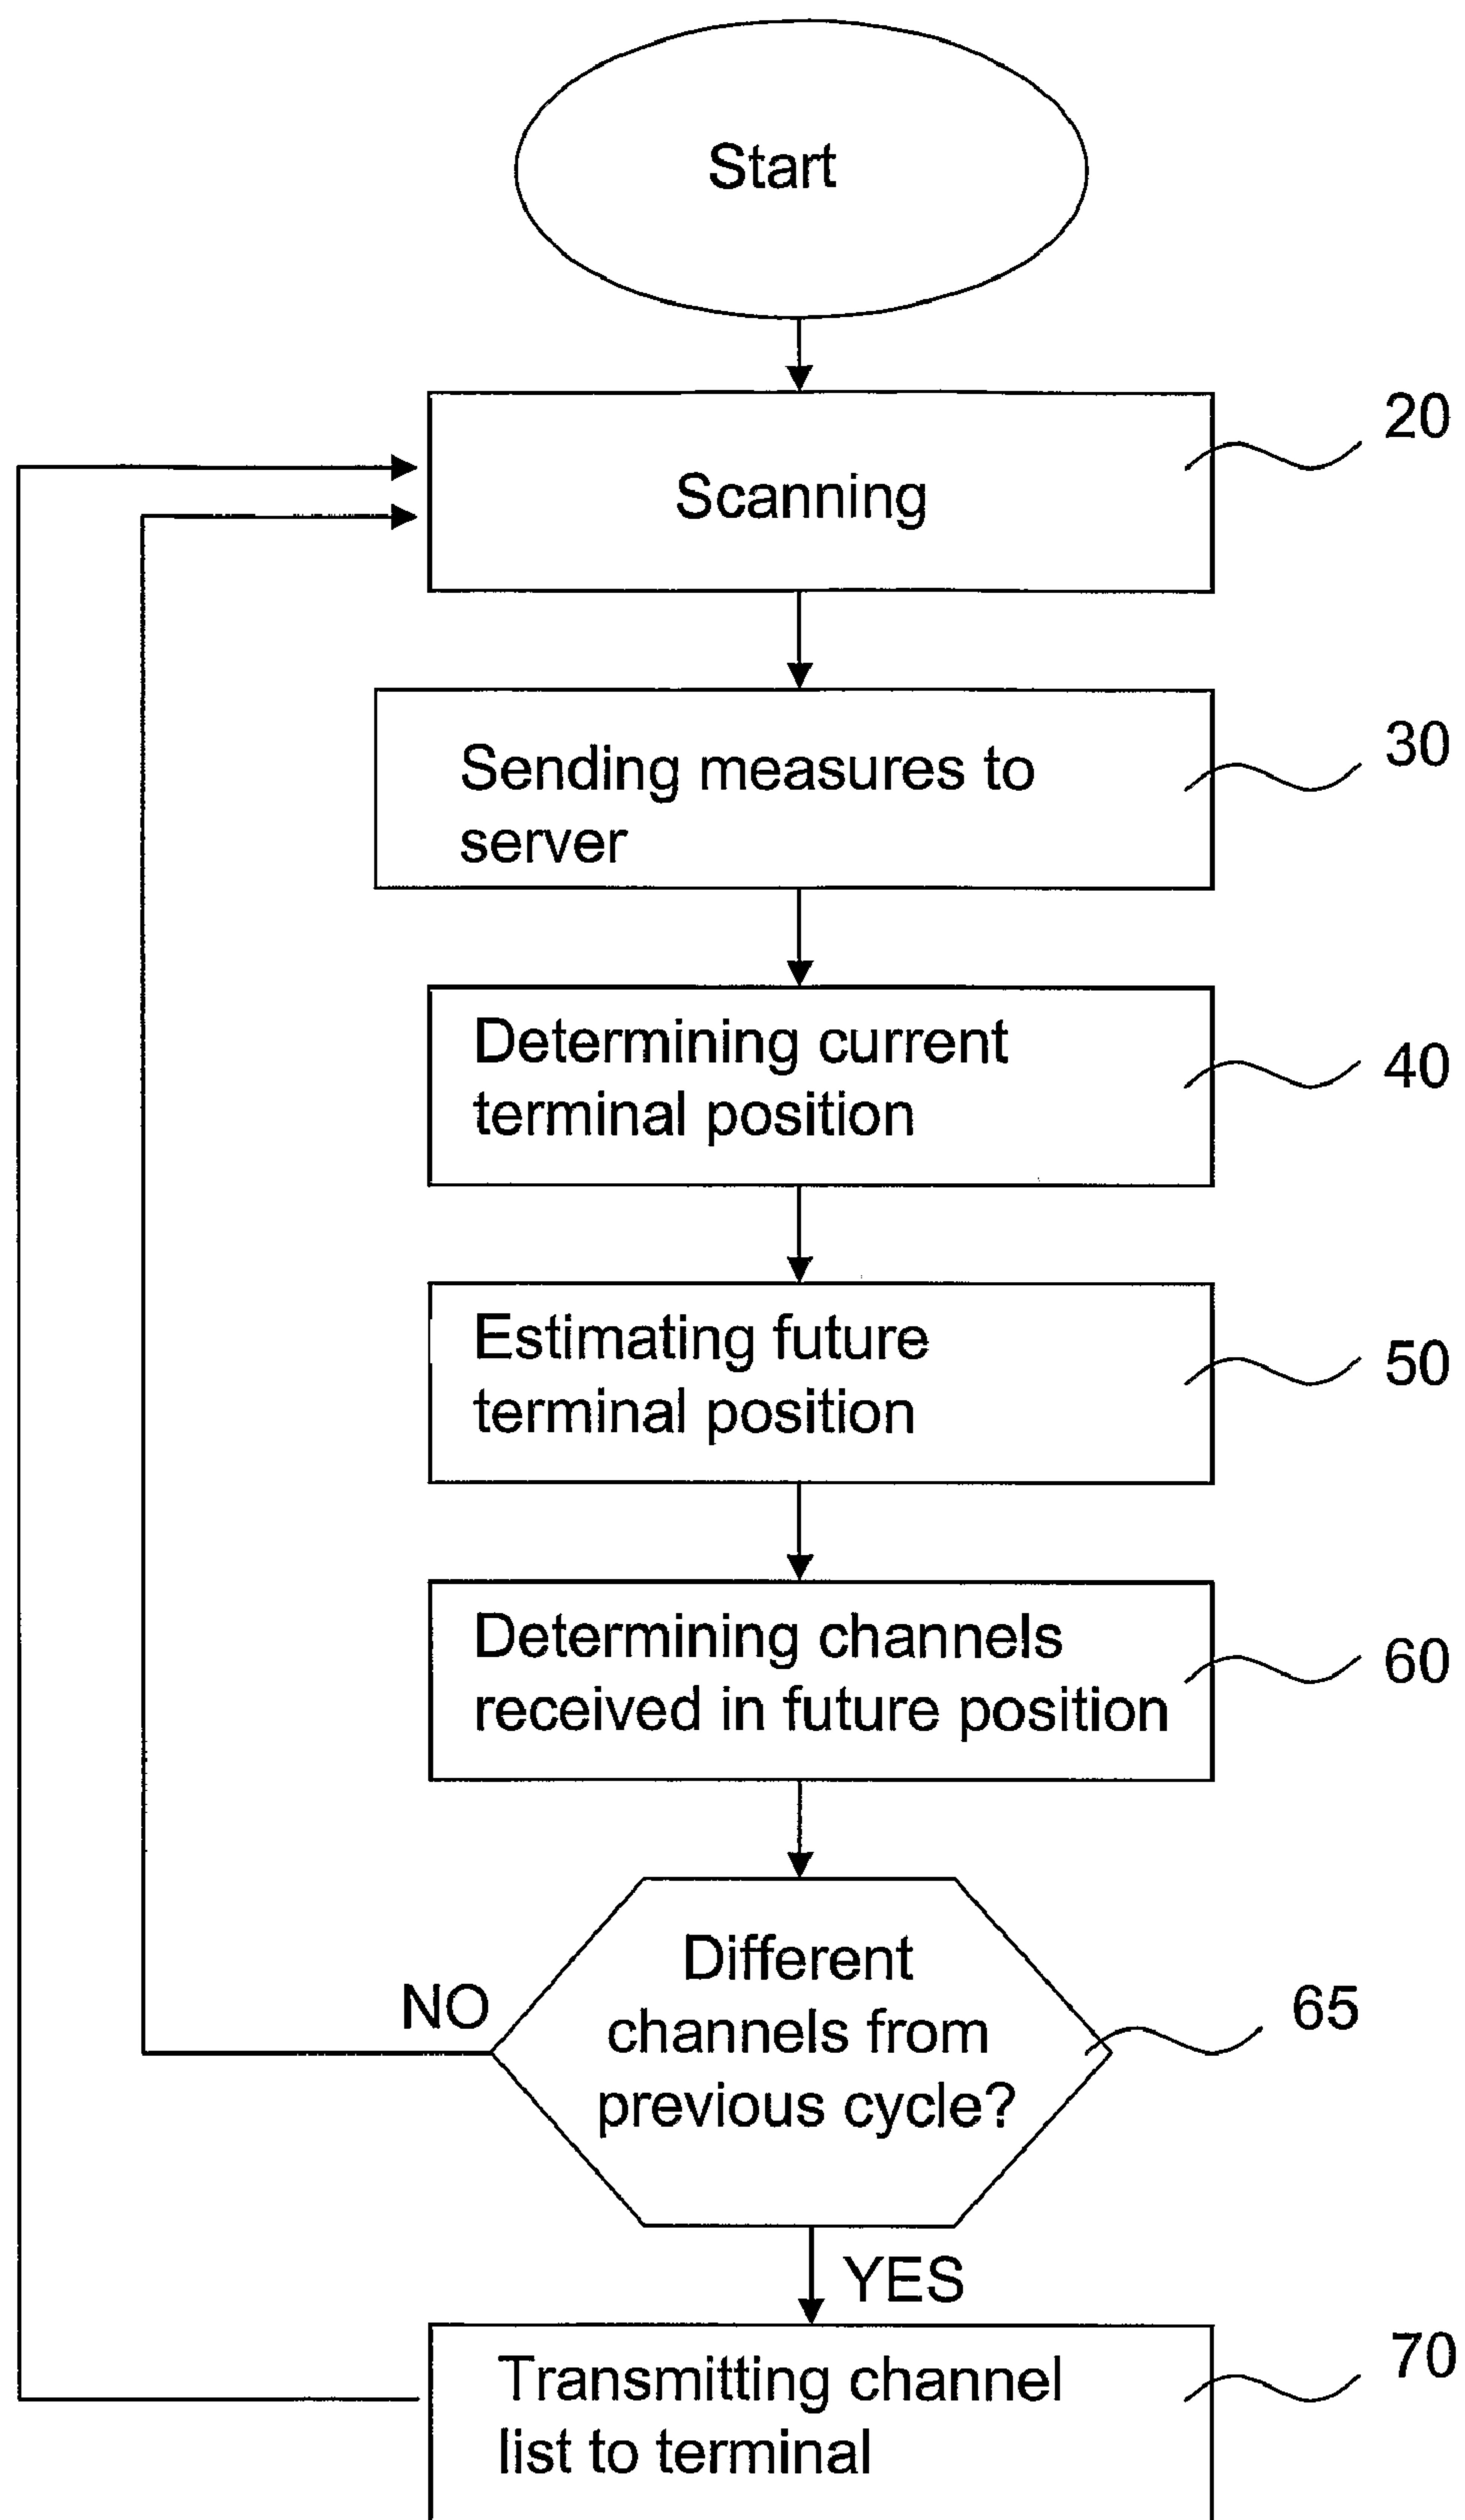 Start
20
Scanning
30
Sending measures to
server
Determining current
terminal position
40
Estimating future
terminal position
50
Determining channels
received in future position
60
Different
channels from
previous cycle?
NO
65
YES
Transmitting channel
list to terminal
70